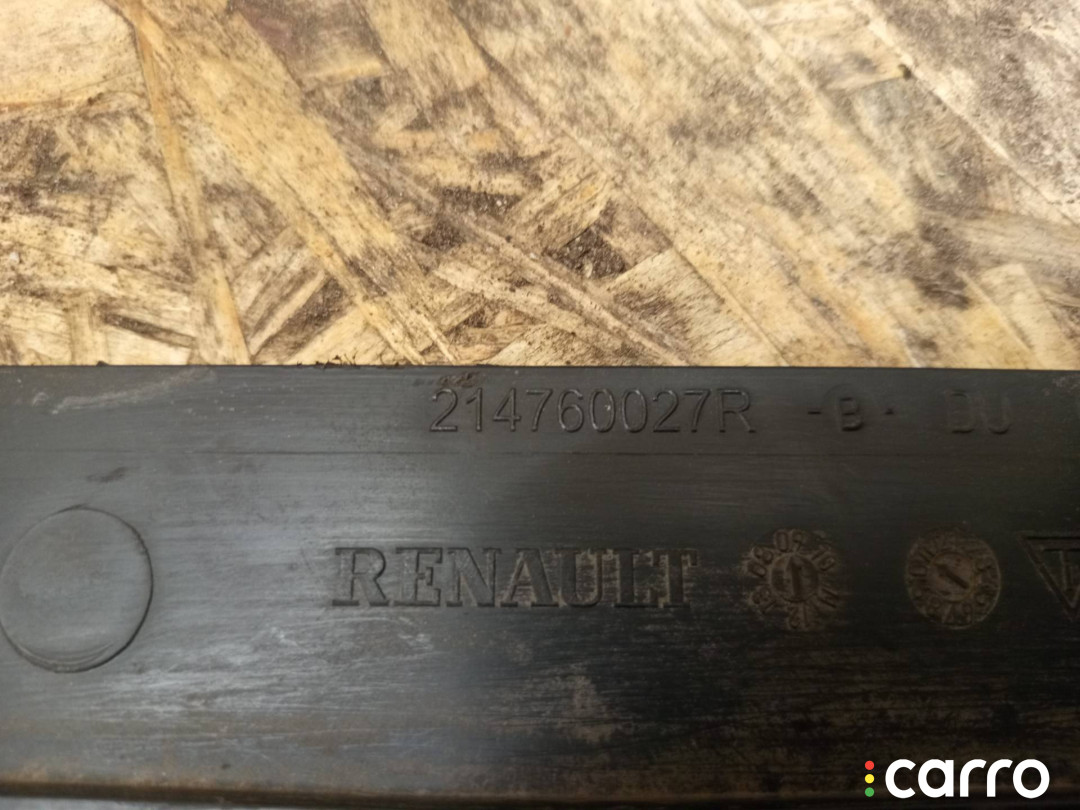 214760027R -B- DU
RENAULT
carro